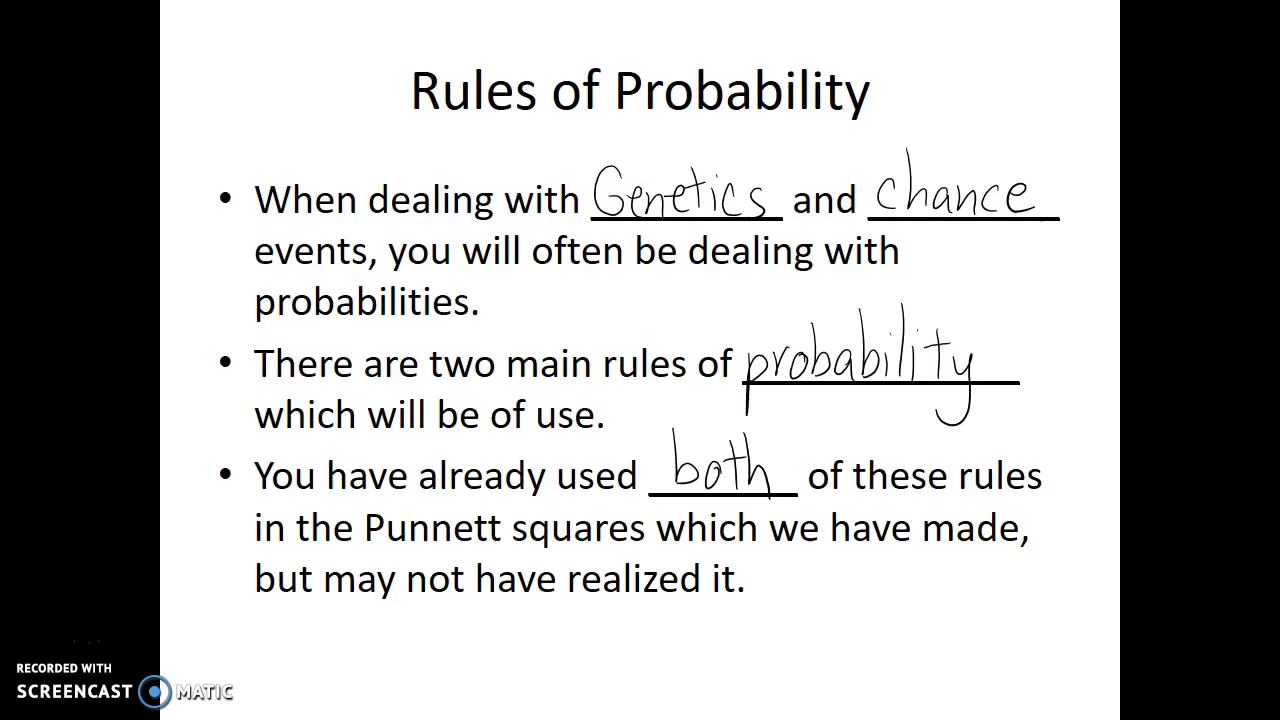 Rules of Probability
• When dealing with Genetics and chance
events, you will often be dealing with
probabilities.
• There are two main rules of probability
which will be of use.
• You have already used both of these rules
in the Punnett squares which we have made,
but may not have realized it.
RECORDED WITH
SCREENCAST MATIC